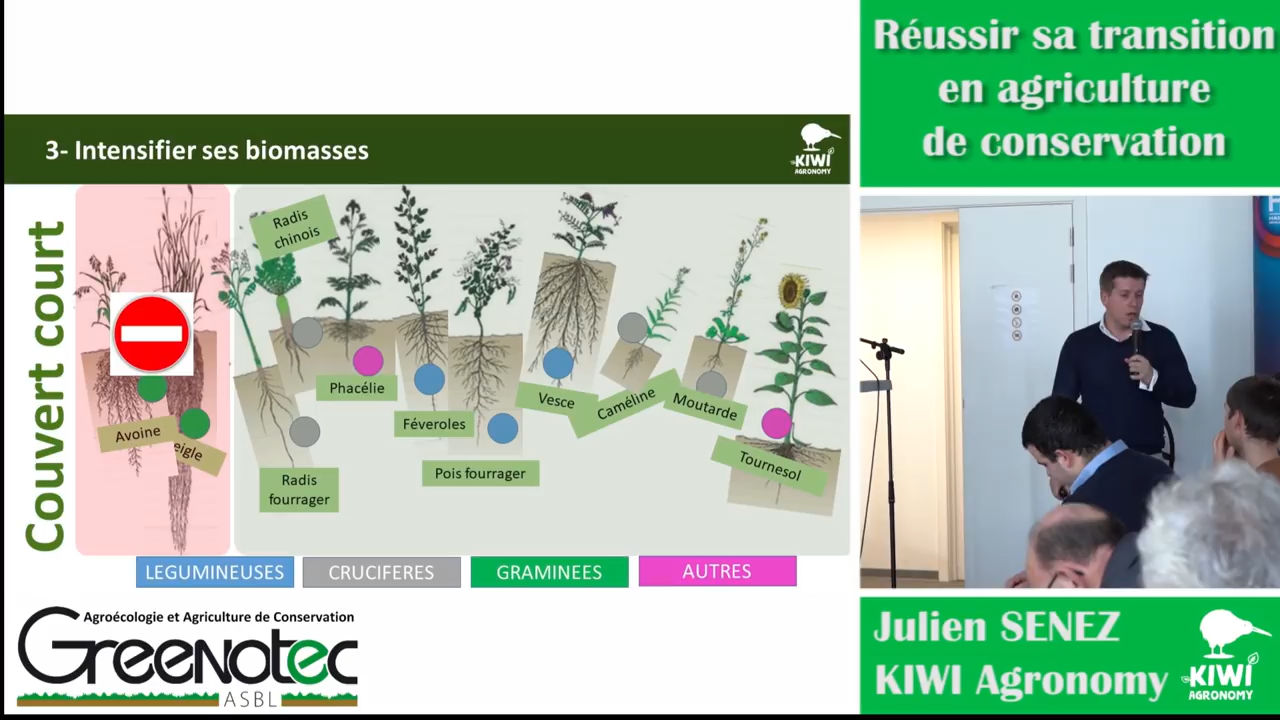 Réussir sa transition
en agriculture
de conservation
3- Intensifier ses biomasses
KIWI
AGRONOMY
Couvert court
Radis
chinois
Phacélie
Féveroles
Vesce
Caméline
Moutarde
Avoine
eigle
Pois fourrager
Tournesol
Radis
fourrager
LEGUMINEUSES
CRUCIFERES
GRAMINEES
AUTRES
Agroécologie et Agriculture de Conservation
Greenotec
ASBL
Julien SENEZ
KIWI Agronomy
KIWI
AGRONOMY